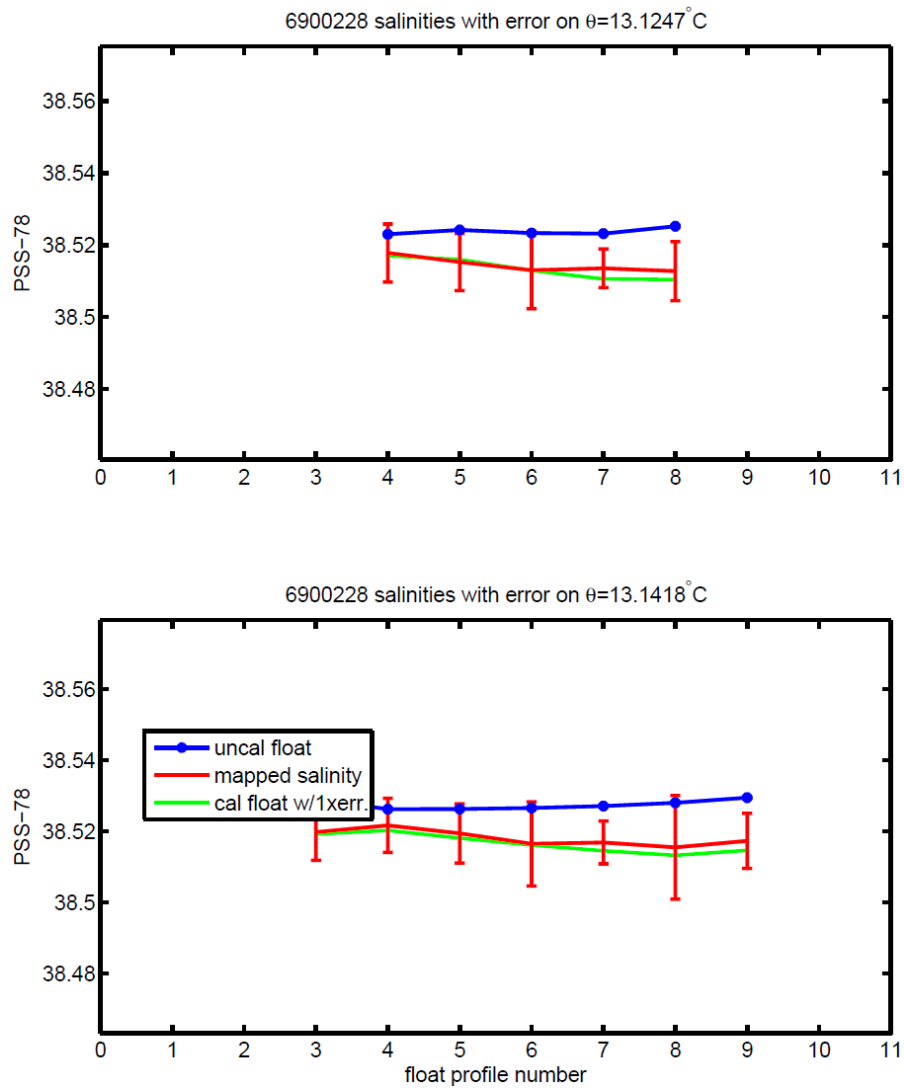 6900228 salinities with error on θ=13.1247°C
PSS−78
38.56
38.54
38.52
38.5
38.48
0 1 2 3 4 5 6 7 8 9 10 11
6900228 salinities with error on θ=13.1418°C
PSS−78
38.56
38.54
38.52
38.5
38.48
uncal float
mapped salinity
cal float w/1xerr.
0 1 2 3 4 5 6 7 8 9 10 11
float profile number